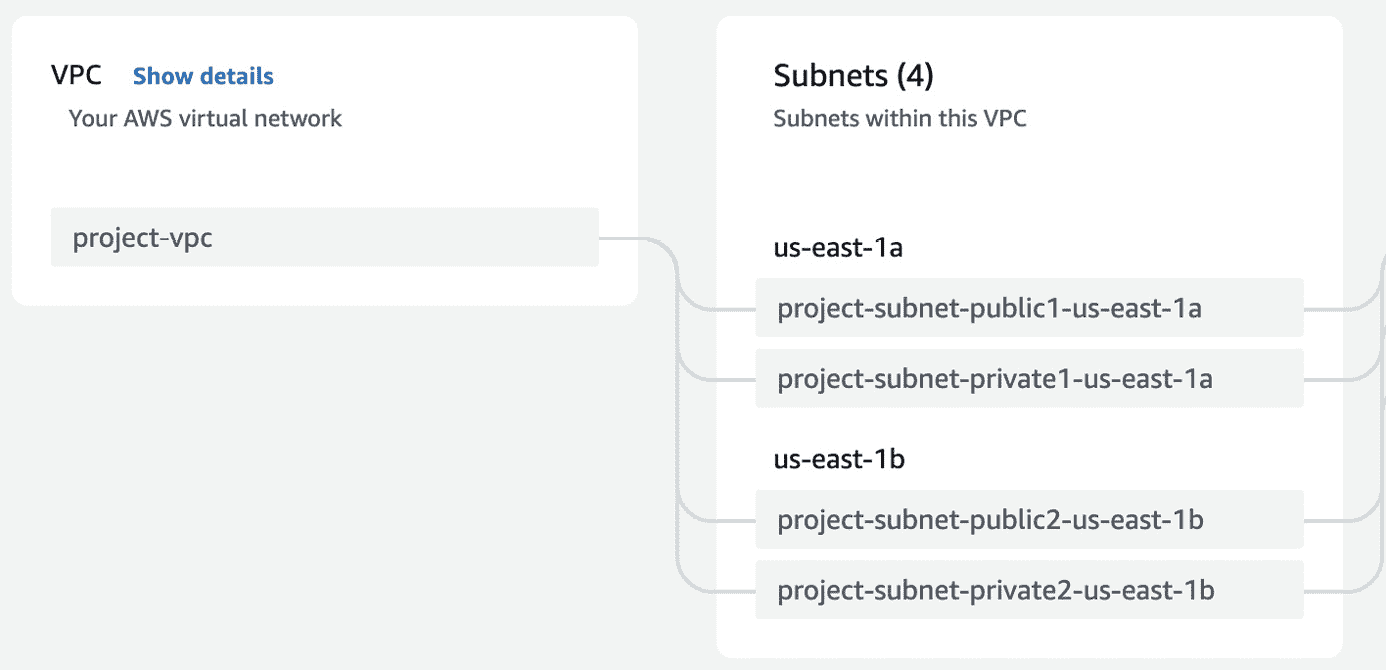 VPC Show details
Your AWS virtual network
project-vpc
Subnets (4)
Subnets within this VPC
us-east-1a
project-subnet-public1-us-east-1a
project-subnet-private1-us-east-1a
us-east-1b
project-subnet-public2-us-east-1b
project-subnet-private2-us-east-1b